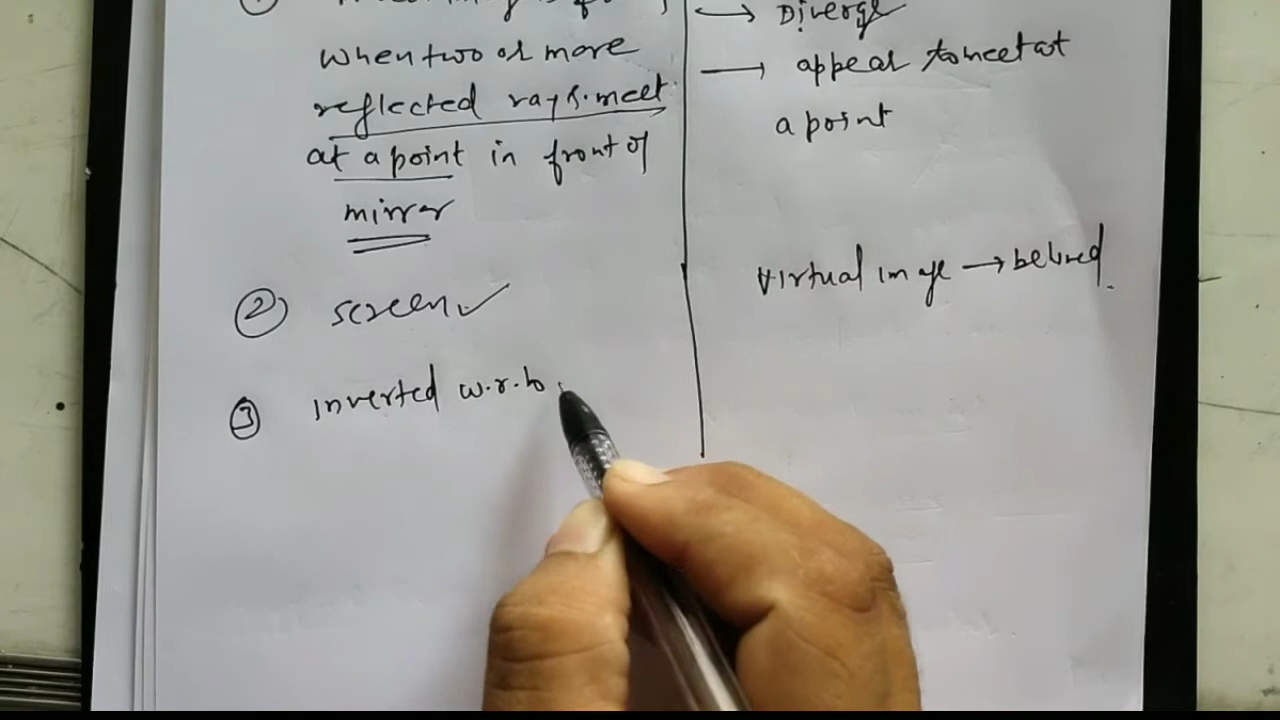 when two or more
reflected rays meet
at a point in front of
mirror
② screen ✓
③ inverted w.r.to
→ Diverge
→ appear to meet at
a point
virtual image → behind.